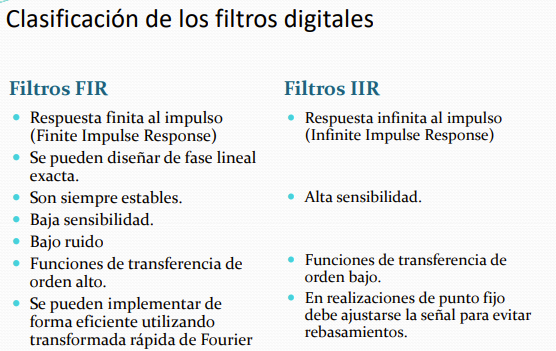 Clasificación de los filtros digitales
Filtros FIR
Respuesta finita al impulso
(Finite Impulse Response)
Se pueden diseñar de fase lineal
exacta.
Son siempre estables.
Baja sensibilidad.
Bajo ruido
Funciones de transferencia de
orden alto.
Se pueden implementar de
forma eficiente utilizando
transformada rápida de Fourier
Filtros IIR
Respuesta infinita al impulso
(Infinite Impulse Response)
Alta sensibilidad.
Funciones de transferencia de
orden bajo.
En realizaciones de punto fijo
debe ajustarse la señal para evitar
rebasamientos.